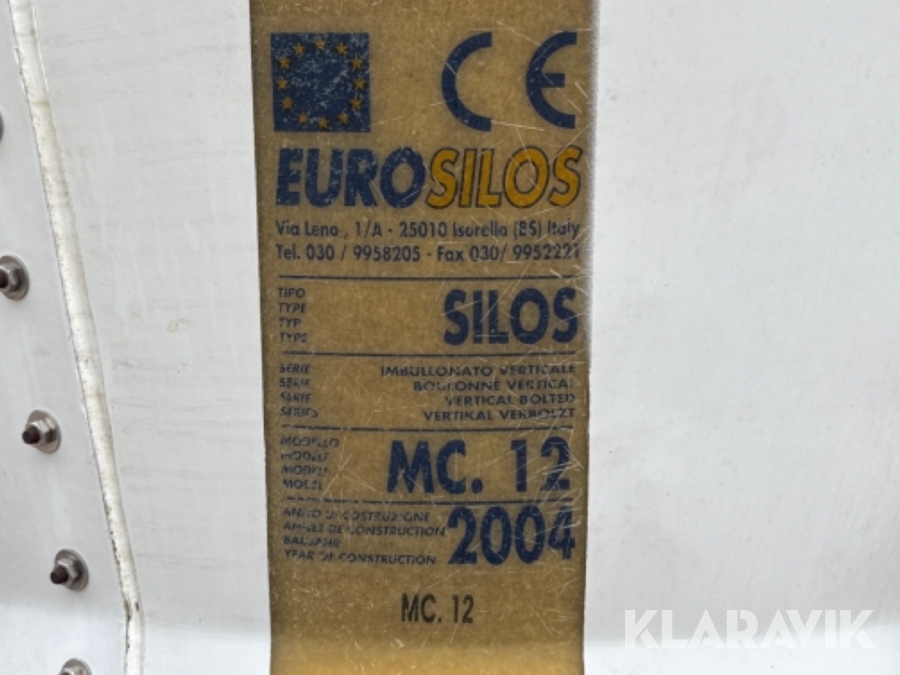 CE
EUROSILOS
Via Leno , 1/A - 25010 Isorella (BS) Italy
Tel. 030 / 9958205 - Fax 030/ 9952221
TIPO
TYPE
TYP
TYPE
SILOS
SERIE IMBULLONATO VERTICALE
SERIE BOULONNE VERTICAL
SERIE VERTICAL BOLTED
SERIES VERTIKAL VERBOLZT
MODELLO
MODELE
MODELL
MODEL
MC. 12
ANNO DI COSTRUZIONE
ANNEE DE CONSTRUCTION
BAUJAHR
YEAR OF CONSTRUCTION
2004
MC. 12
KLARAVIK